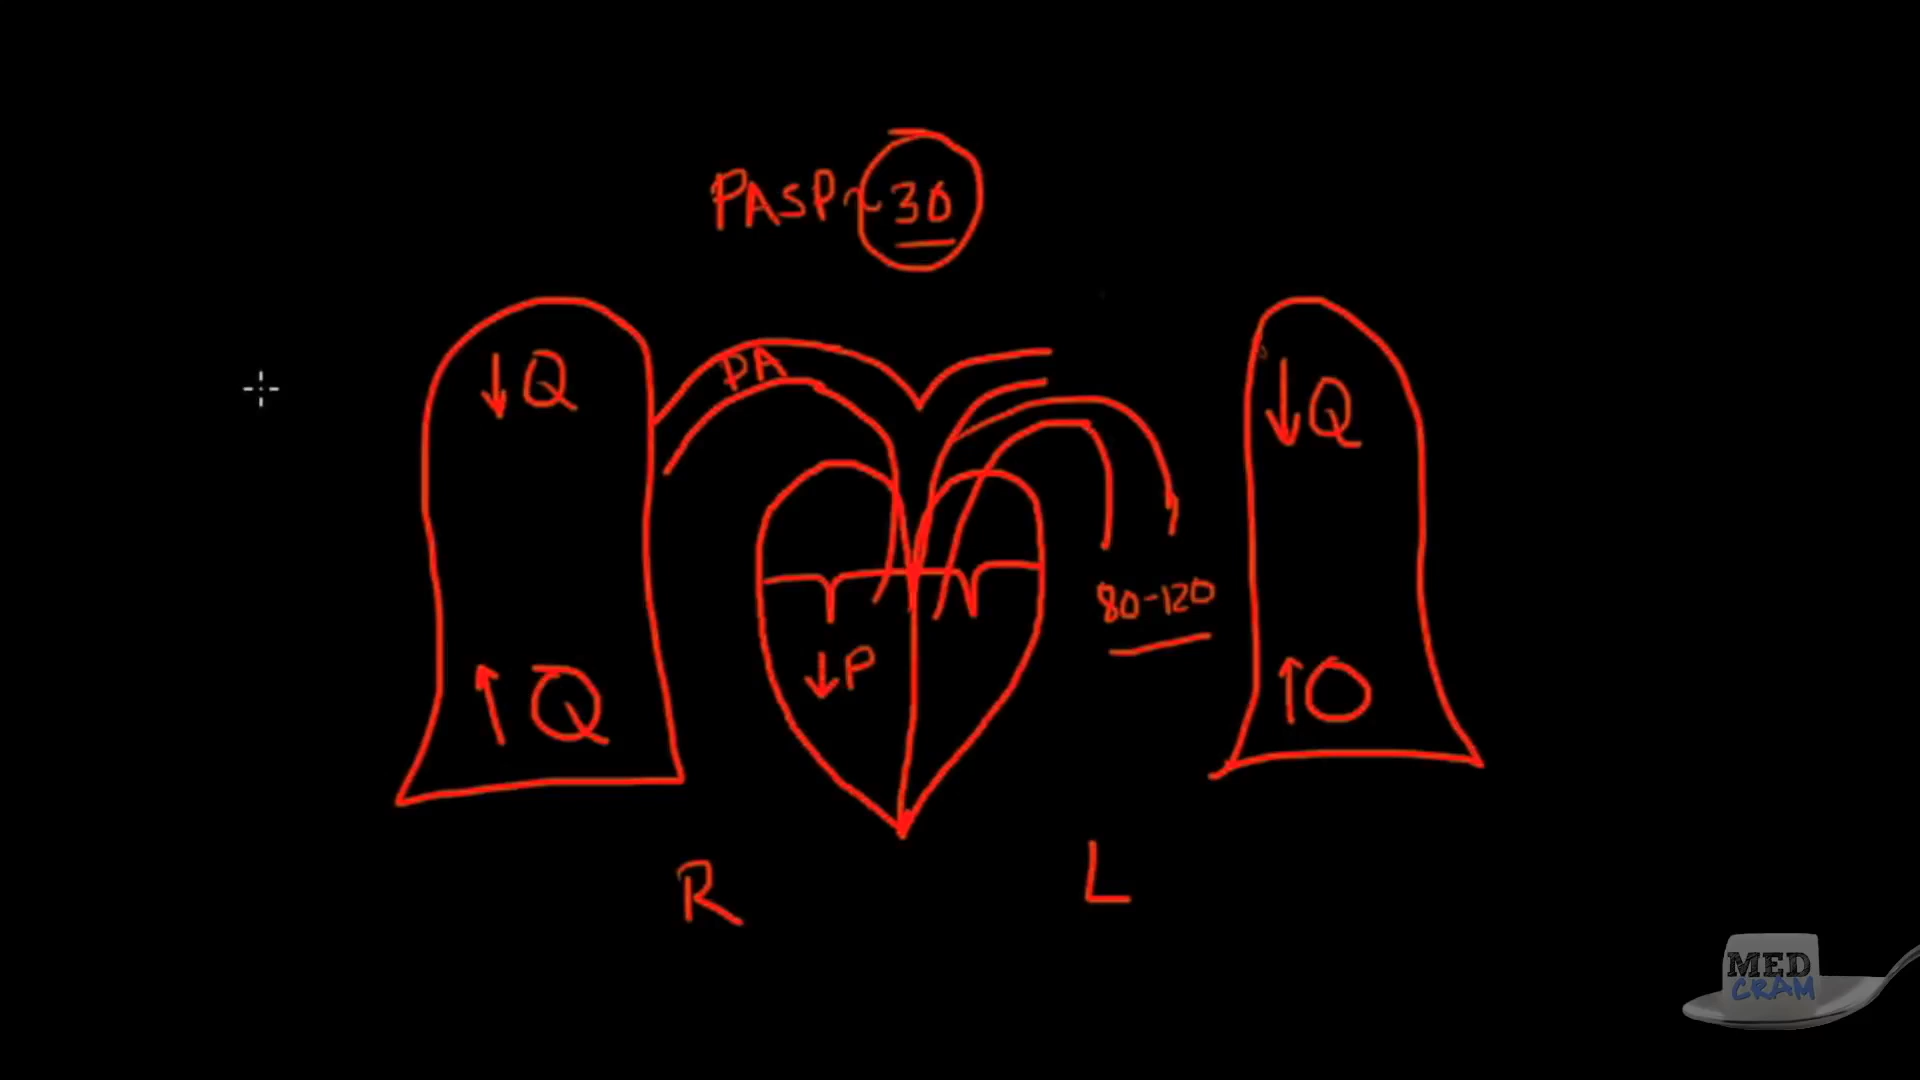 PASP~30
PA
↓Q
↓Q
80-120
↓P
↑Q
↑O
R
L
MED
CRAM